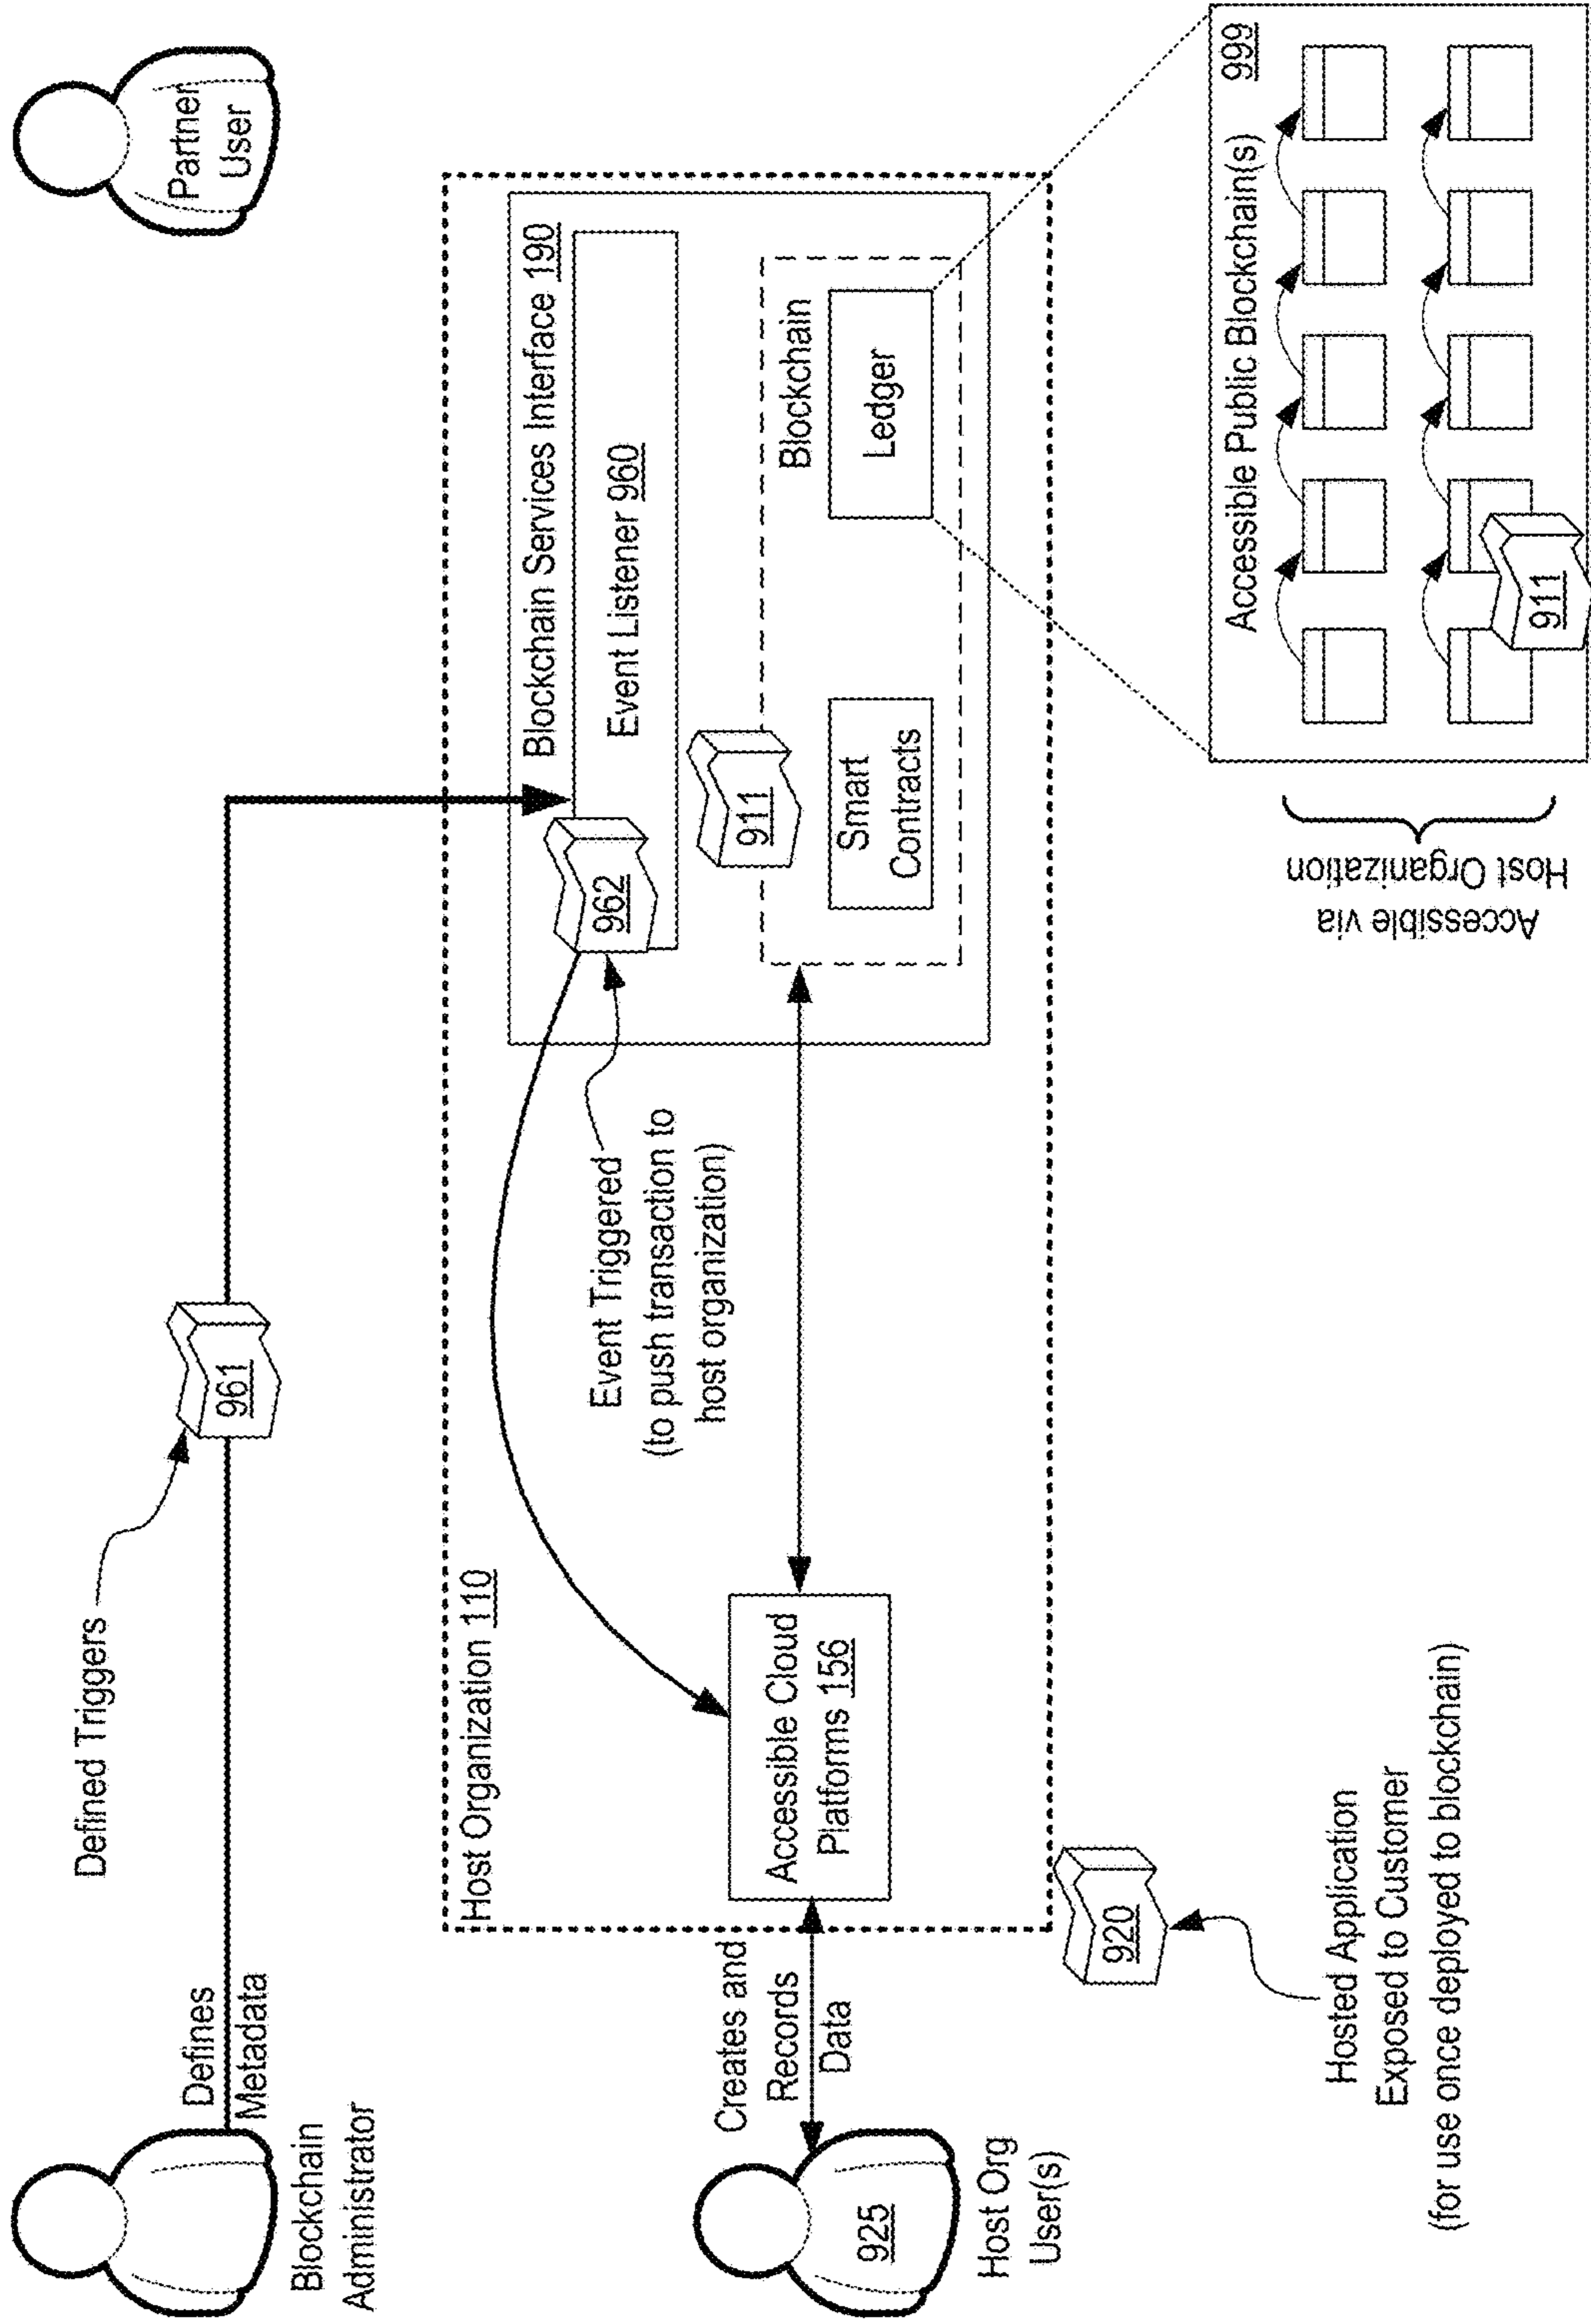 Blockchain
Administrator
Defines
Metadata
Defined Triggers
961
Partner
User
Host Organization 110
Blockchain Services Interface 190
Event Listener 960
962
911
Blockchain
Smart
Contracts
Ledger
Event Triggered
(to push transaction to
host organization)
Accessible Cloud
Platforms 156
Creates and
Records
Data
925
Host Org
User(s)
920
Hosted Application
Exposed to Customer
(for use once deployed to blockchain)
Accessible via
Host Organization
Accessible Public Blockchain(s) 999
911